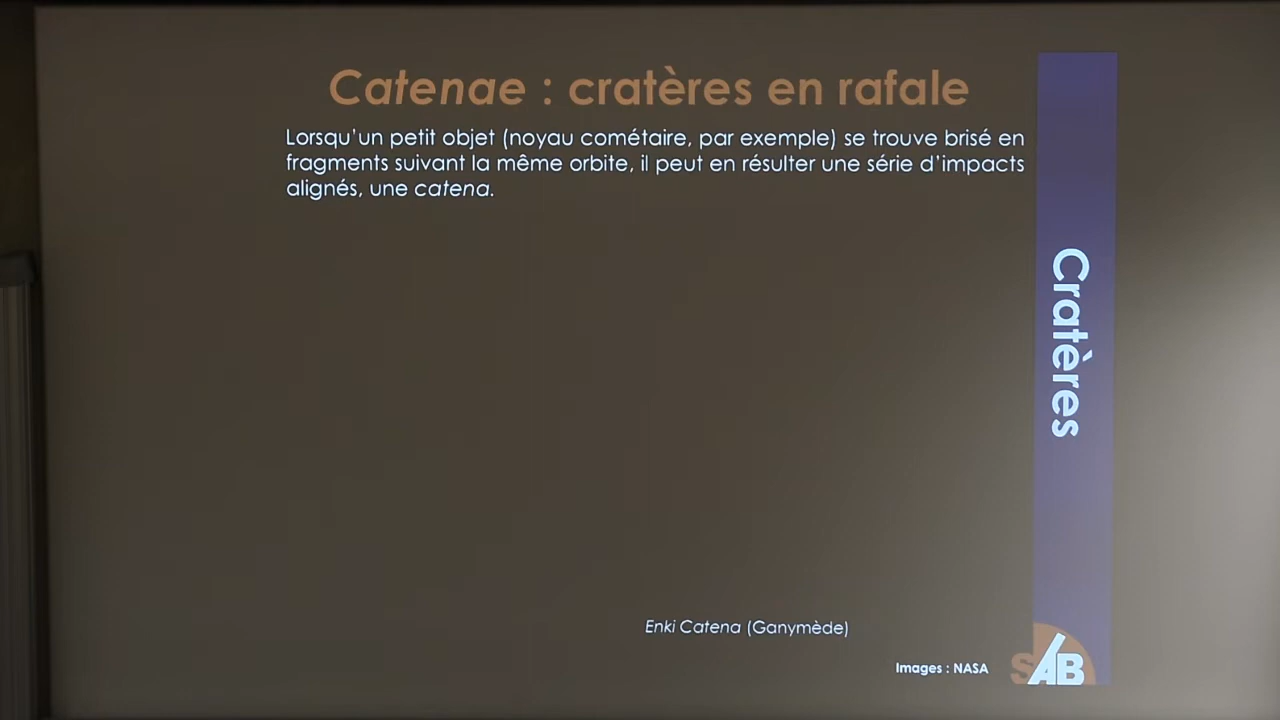 Catenae : cratères en rafale
Lorsqu'un petit objet (noyau cométaire, par exemple) se trouve brisé en
fragments suivant la même orbite, il peut en résulter une série d'impacts
alignés, une catena.
Cratères
Enki Catena (Ganymède)
Images : NASA
SAB